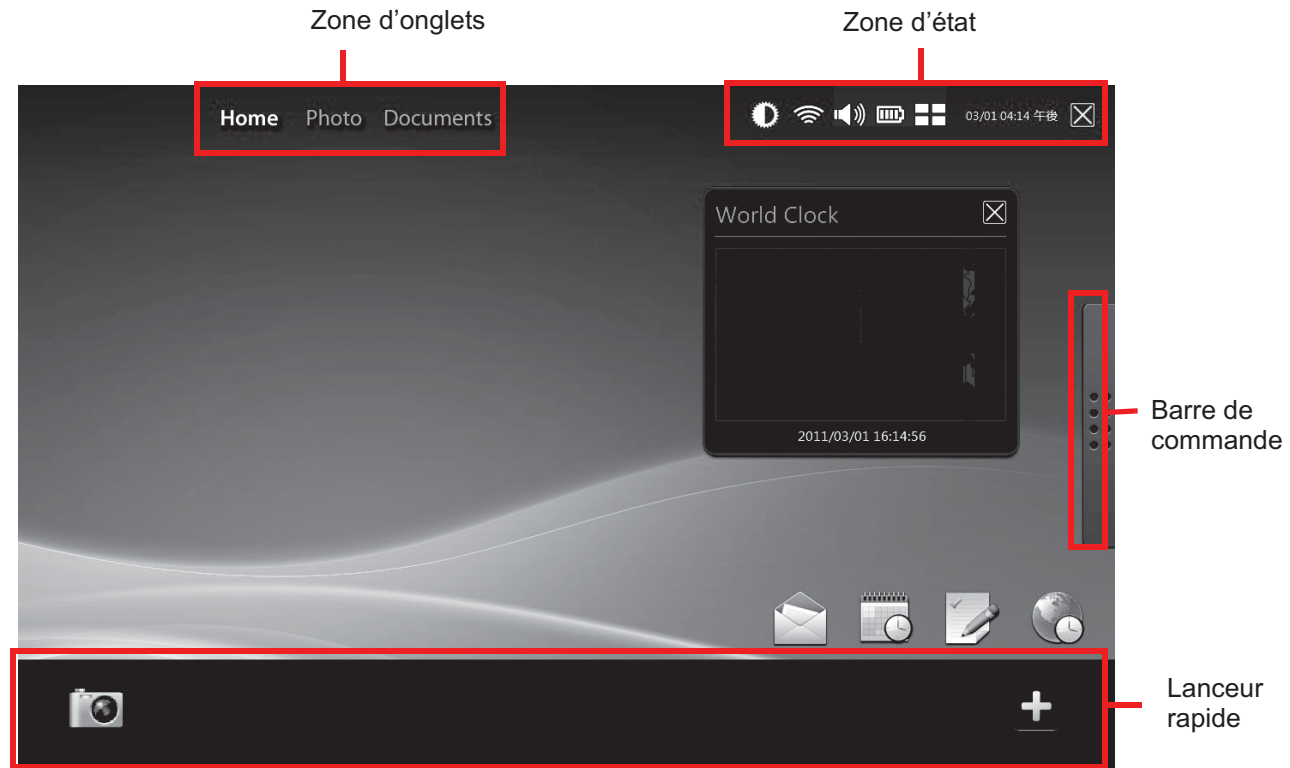 Zone d’onglets
Zone d’état
Home Photo Documents
03/01 04:14 午後
World Clock
2011/03/01 16:14:56
Barre de
commande
Lanceur
rapide